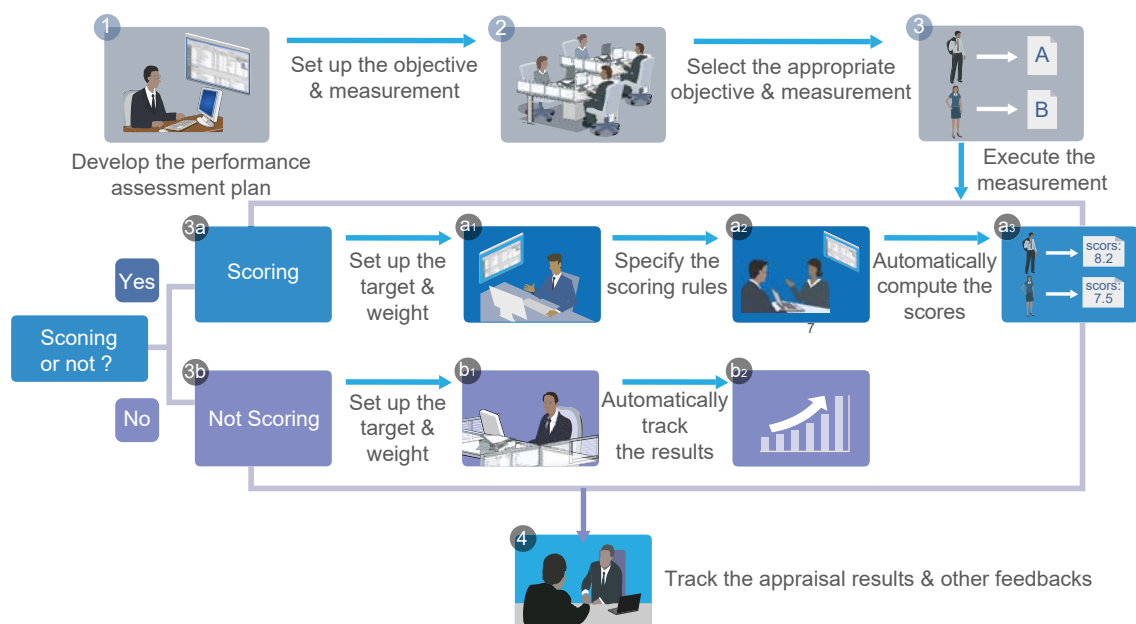 1
Develop the performance
assessment plan
Set up the objective
& measurement
2
Select the appropriate
objective & measurement
3
A
B
Execute the
measurement
Sconing
or not ?
Yes
3a
Scoring
Set up the
target &
weight
a1
Specify the
scoring rules
a2
7
Automatically
compute the
scores
a3
scors:
8.2
scors:
7.5
No
3b
Not Scoring
Set up the
target &
weight
b1
Automatically
track
the results
b2
4
Track the appraisal results & other feedbacks